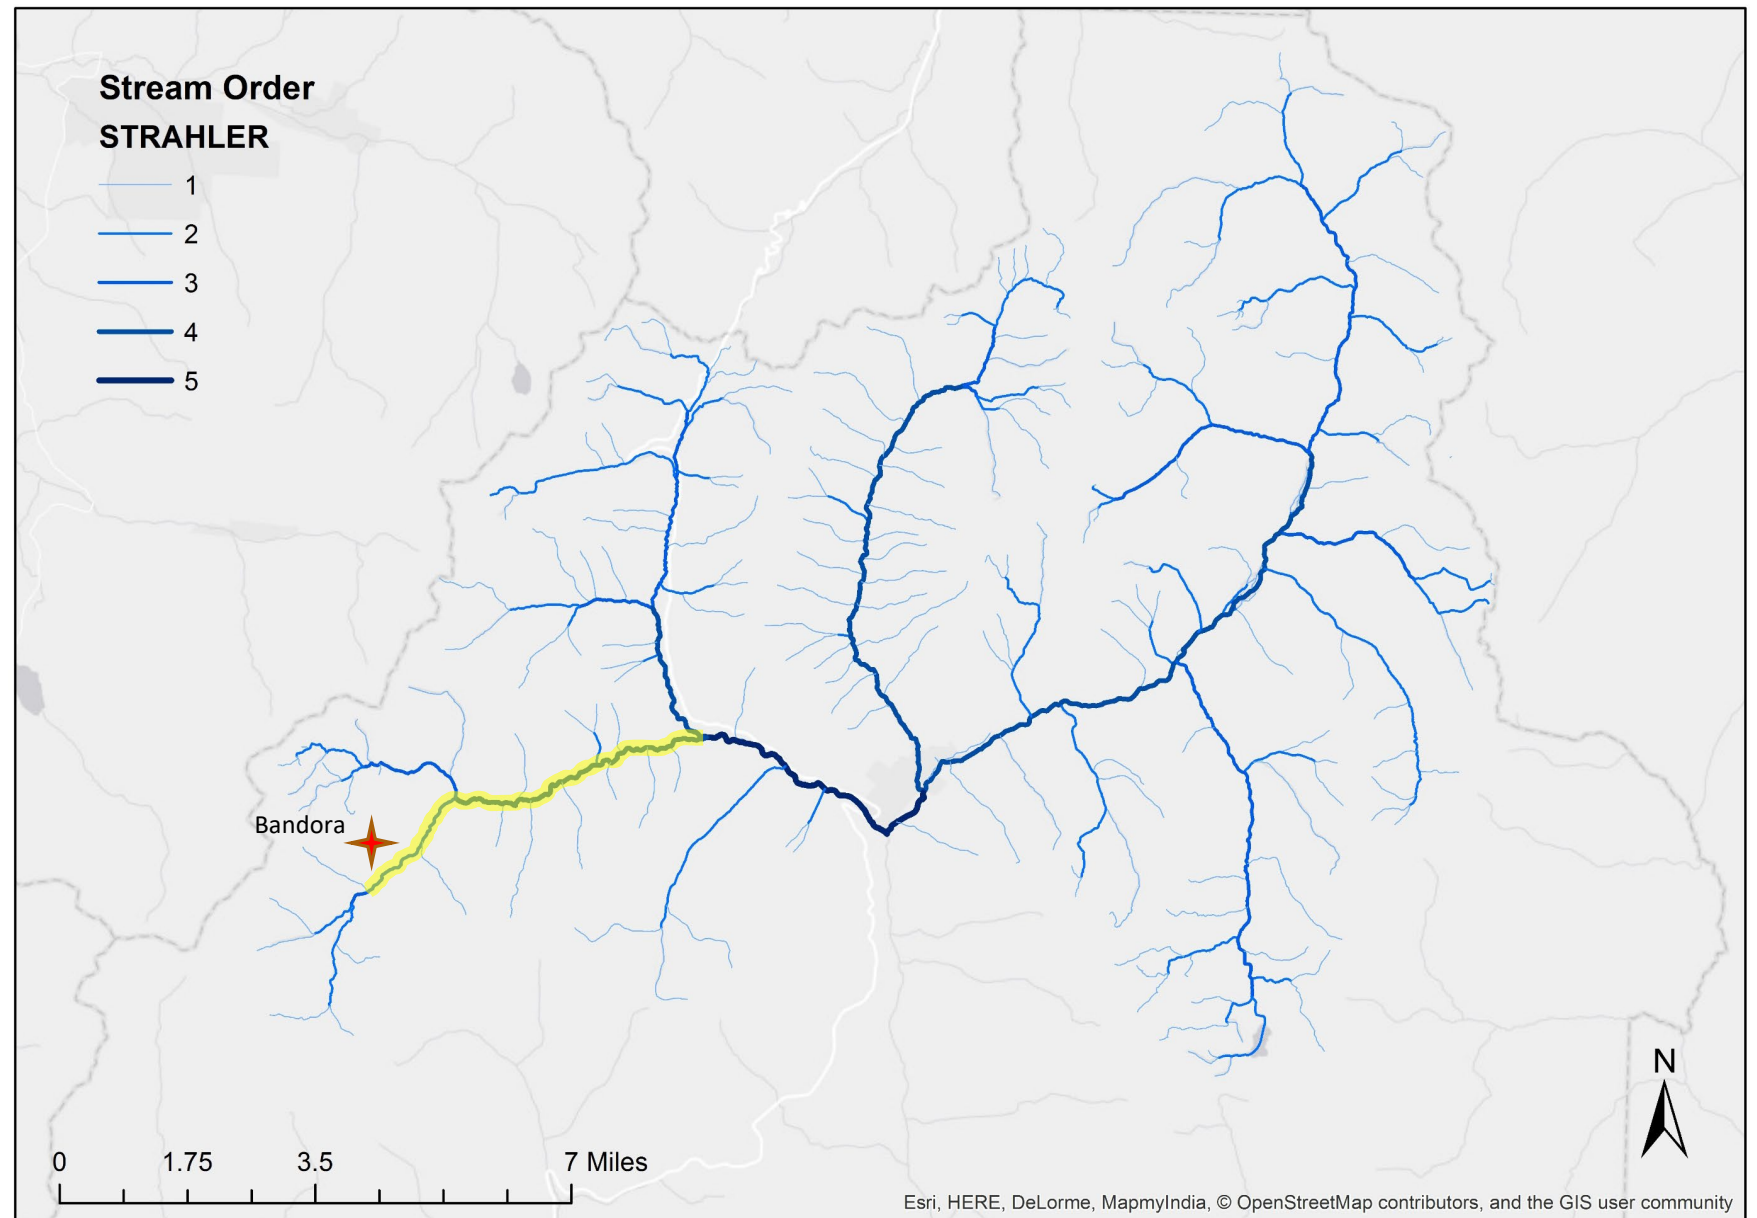 Stream Order
STRAHLER
1
2
3
4
5
Bandora
N
0 1.75 3.5 7 Miles
Esri, HERE, DeLorme, MapmyIndia, © OpenStreetMap contributors, and the GIS user community